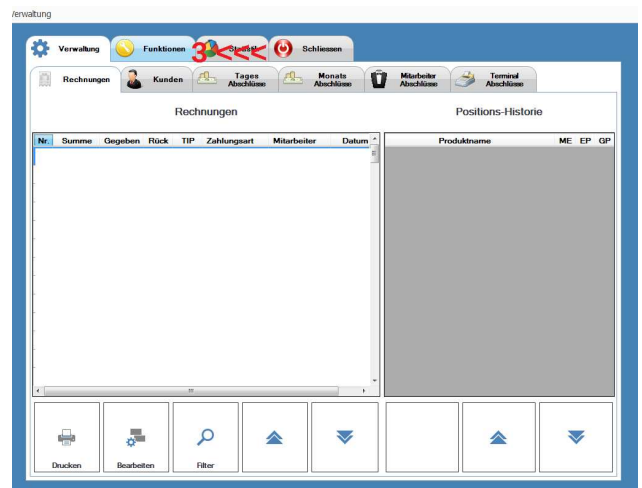 /erwaltung
Verwaltung Funktionen 3<<< Statistik Schliessen
Rechnungen Kunden Tages Abschlüsse Monats Abschlüsse Mitarbeiter Abschlüsse Terminal Abschlüsse
Rechnungen Positions-Historie
Nr. Summe Gegeben Rück TIP Zahlungsart Mitarbeiter Datum Produktname ME EP GP
Drucken Bearbeiten Filter